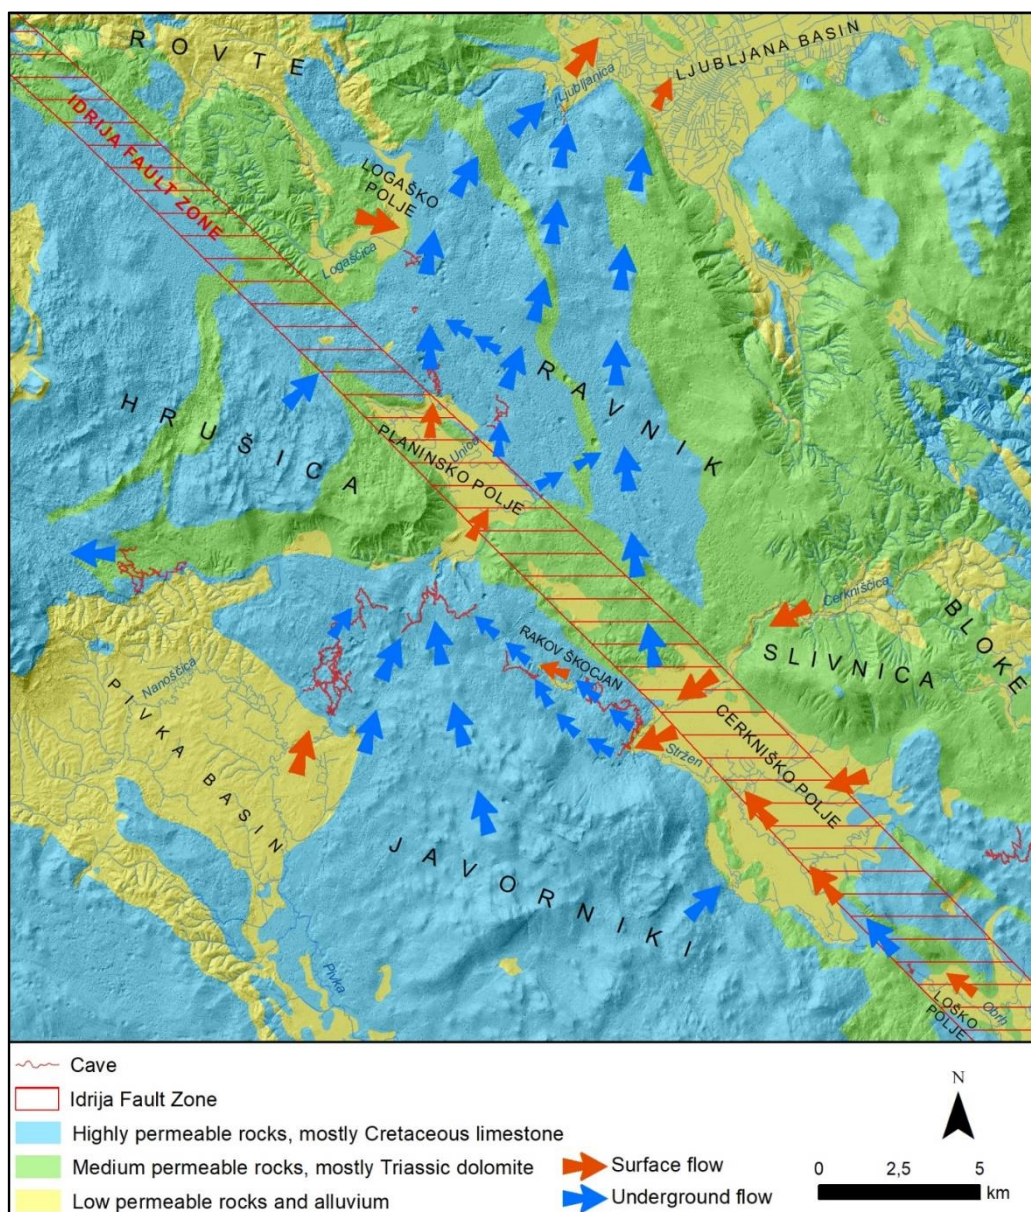 ROVTE
LJUBLJANA BASIN
Ljubljanica
IDRIJA FAULT ZONE
LOGAŠKO
POLJE
Logaščica
HRUŠICA
RAVNIK
PLANINSKO POLJE
Unica
Cerkniščica
BLOKE
SLIVNICA
RAKOV ŠKOCJAN
Nanoščica
PIVKA BASIN
CERKNIŠKO POLJE
Stržen
JAVORNIKI
Pivka
LOŠKO
POLJE
Obrh
Cave
Idrija Fault Zone
Highly permeable rocks, mostly Cretaceous limestone
Medium permeable rocks, mostly Triassic dolomite
Low permeable rocks and alluvium
Surface flow
Underground flow
N
0 2,5 5
km